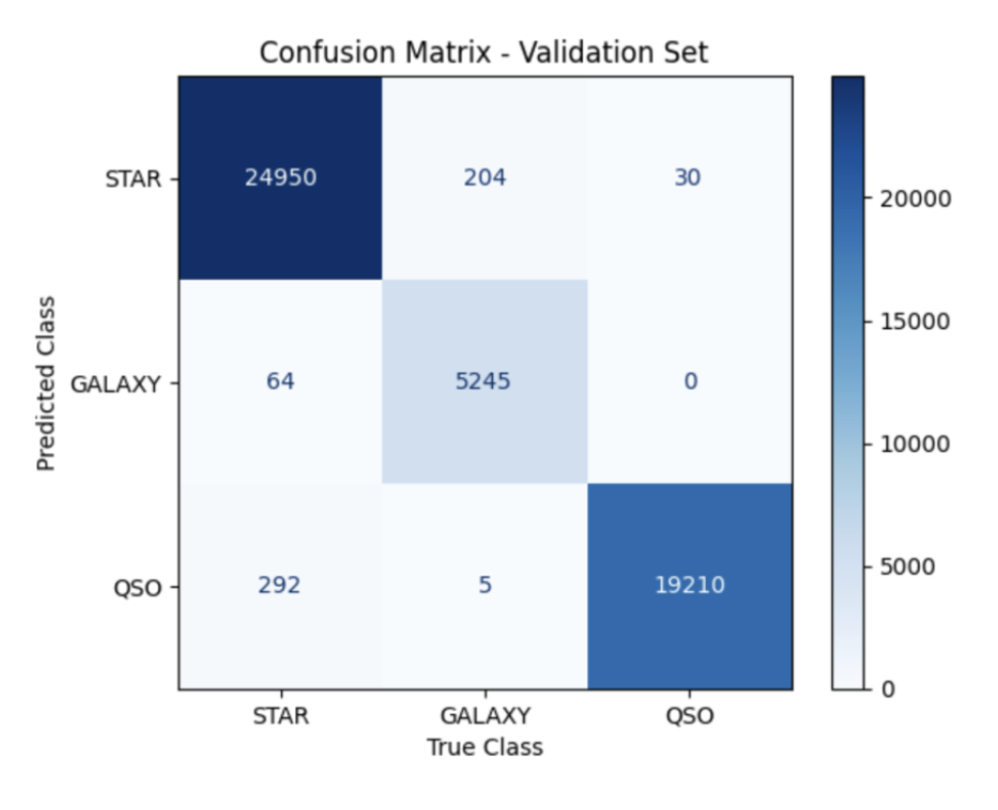 Confusion Matrix - Validation Set
Predicted Class
STAR 24950 204 30
GALAXY 64 5245 0
QSO 292 5 19210
STAR GALAXY QSO
True Class
20000
15000
10000
5000
0